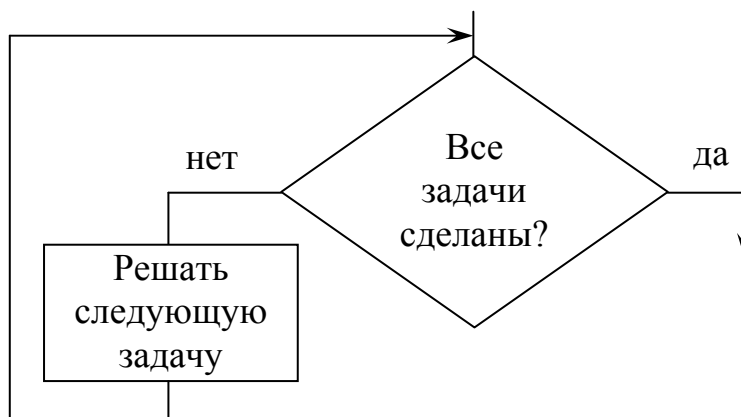 нет
Все
задачи
сделаны?
да
Решать
следующую
задачу